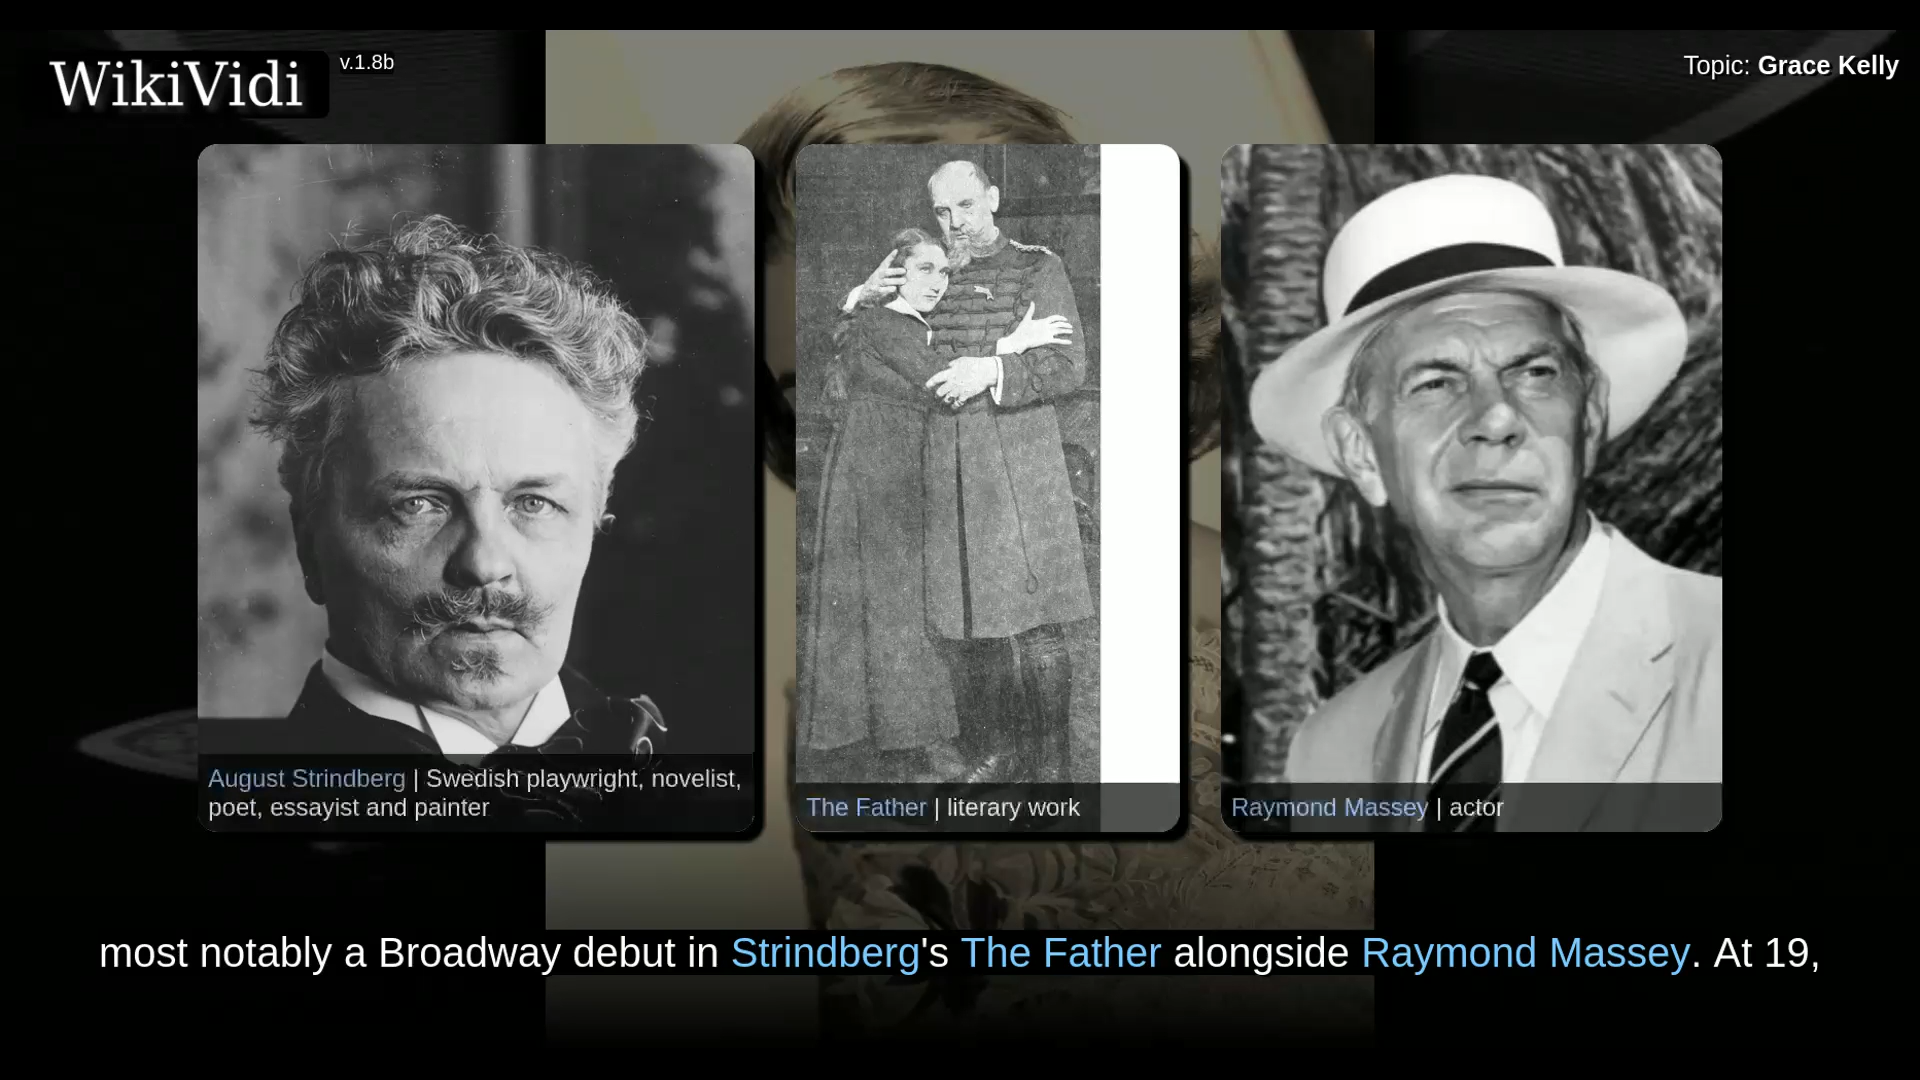 WikiVidi
v.1.8b
Topic: Grace Kelly
August Strindberg | Swedish playwright, novelist,
poet, essayist and painter
The Father | literary work
Raymond Massey | actor
most notably a Broadway debut in Strindberg's The Father alongside Raymond Massey. At 19,